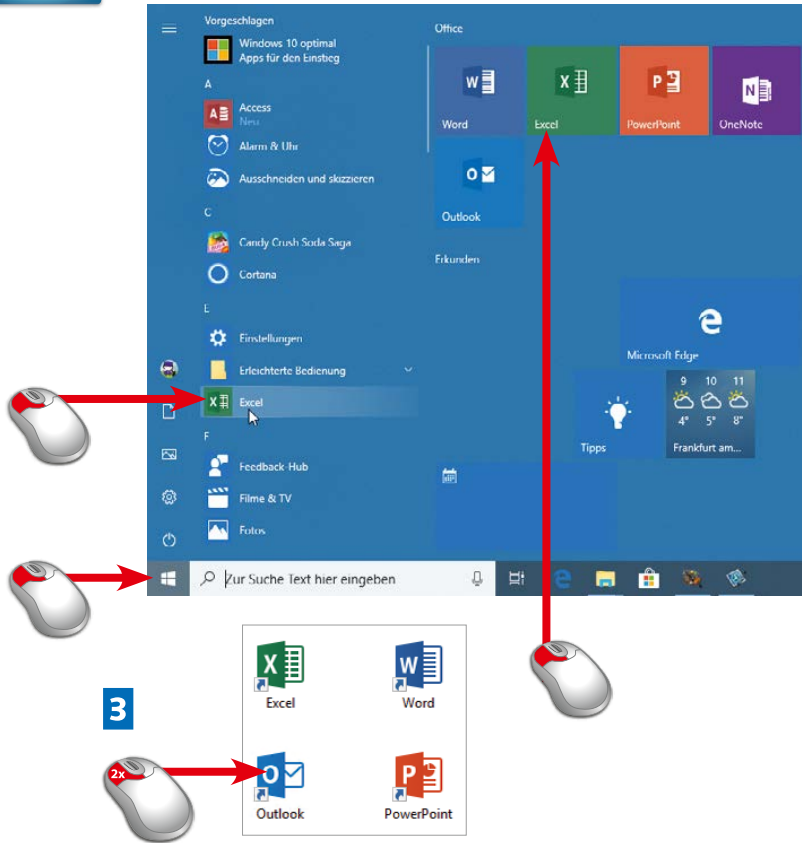 Vorgeschlagen
Windows 10 optimal
Apps für den Einstieg
A
Access
Neu
Alarm & Uhr
Ausschneiden und skizzieren
C
Candy Crush Soda Saga
Cortana
E
Einstellungen
Erleichterte Bedienung
Excel
F
Feedback-Hub
Filme & TV
Fotos
Office
Word
Excel
PowerPoint
OneNote
Outlook
Erkunden
Microsoft Edge
Tipps
9 10 11
4° 5° 8°
Frankfurt am...
Zur Suche Text hier eingeben
3
Excel
Word
2x
Outlook
PowerPoint